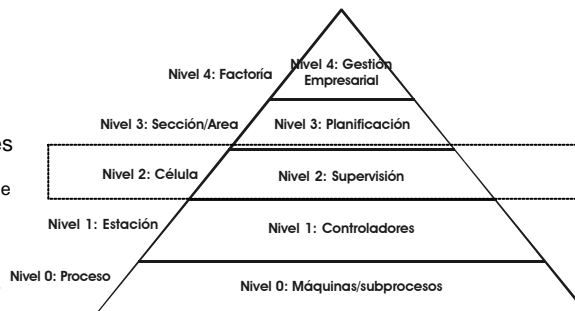 Nivel 4: Gestión
Empresarial
Nivel 4: Factoría
Nivel 3: Sección/Area
Nivel 3: Planificación
es
Nivel 2: Célula
Nivel 2: Supervisión
e
Nivel 1: Estación
Nivel 1: Controladores
Nivel 0: Proceso
Nivel 0: Máquinas/subprocesos